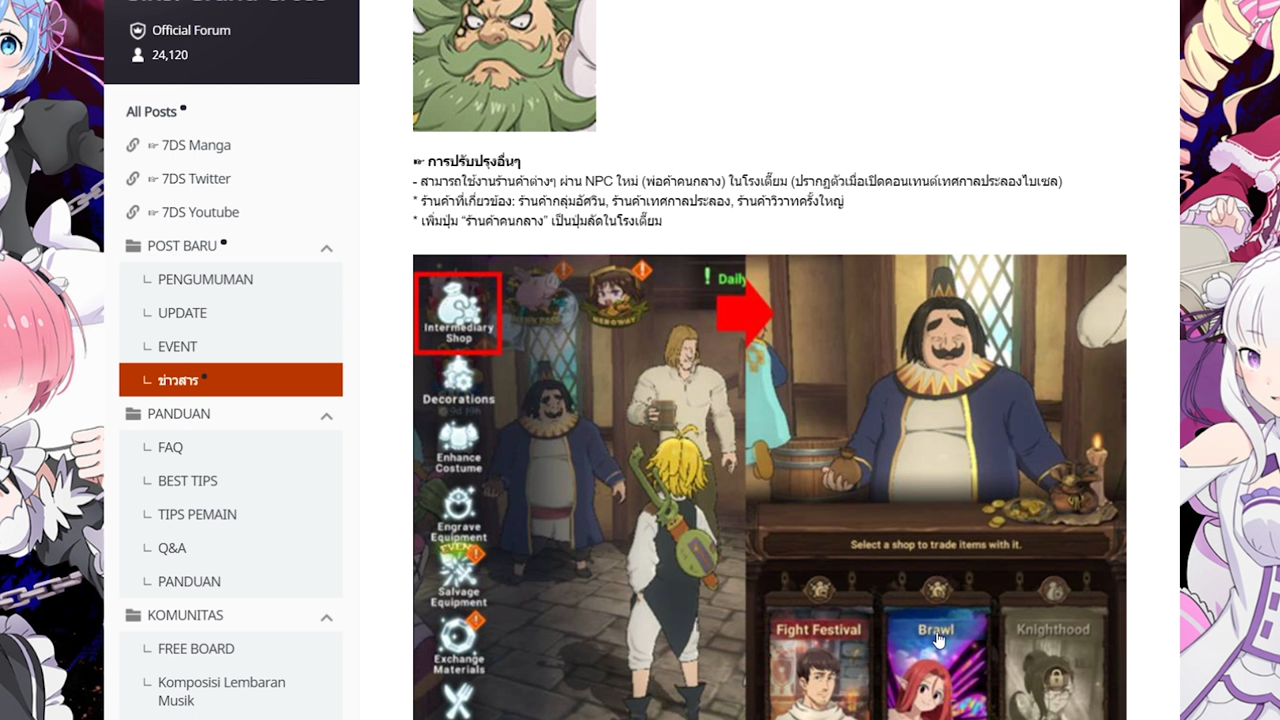 Official Forum
24,120
All Posts
7DS Manga
7DS Twitter
7DS Youtube
POST BARU
PENGUMUMAN
UPDATE
EVENT
ข่าวสาร
PANDUAN
FAQ
BEST TIPS
TIPS PEMAIN
Q&A
PANDUAN
KOMUNITAS
FREE BOARD
Komposisi Lembaran
Musik
☞ การปรับปรุงอื่นๆ
- สามารถใช้งานร้านค้าต่างๆ ผ่าน NPC ใหม่ (พ่อค้าคนกลาง) ในโรงเตี๊ยม (ปรากฏตัวเมื่อเปิดคอนเทนต์เทศกาลประลองไบเซล)
* ร้านค้าที่เกี่ยวข้อง: ร้านค้ากลุ่มอัศวิน, ร้านค้าเทศกาลประลอง, ร้านค้าวิวาทครั้งใหญ่
* เพิ่มปุ่ม “ร้านค้าคนกลาง” เป็นปุ่มลัดในโรงเตี๊ยม
Intermediary
Shop
Decorations
Enhance
Costume
Engrave
Equipment
EVENT
Salvage
Equipment
Exchange
Materials
HERO WAY
! Daily
Select a shop to trade items with it.
Fight Festival
Brawl
Knighthood